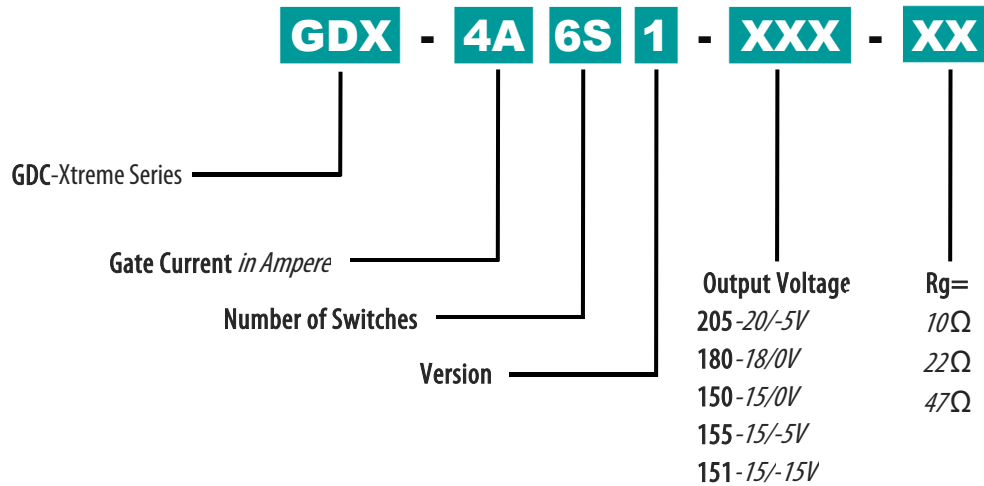 GDX - 4A 6S 1 - XXX - XX
GDC-Xtreme Series
Gate Current in Ampere
Number of Switches
Version
Output Voltage
205-20/-5V
180-18/0V
150-15/0V
155-15/-5V
151-15/-15V
Rg=
10Ω
22Ω
47Ω